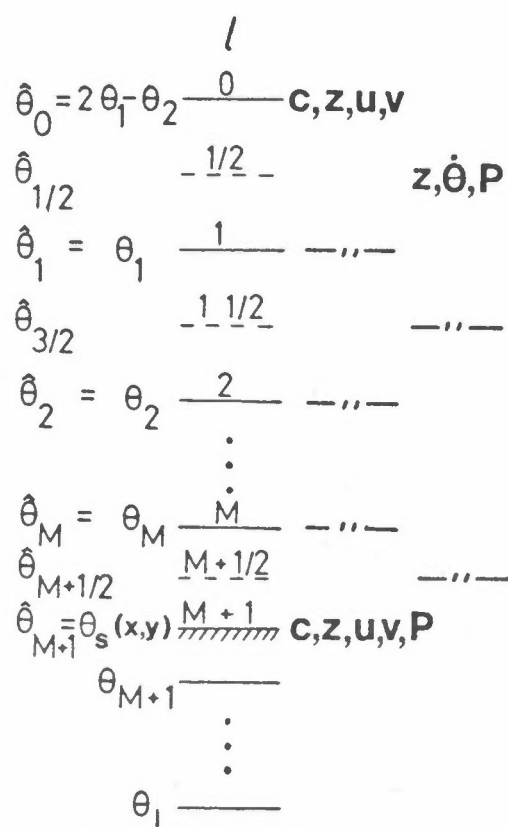 l
θ̂₀ = 2θ₁-θ₂ 0 c,z,u,v
θ̂₁/₂ 1/2 z,θ̇,P
θ̂₁ = θ₁ 1 —〃—
θ̂₃/₂ 1 1/2 —〃—
θ̂₂ = θ₂ 2 —〃—
θ̂M = θM M —〃—
θ̂M+1/2 M+1/2 —〃—
θ̂M+1=θs(x,y) M+1 c,z,u,v,P
θM+1
θI